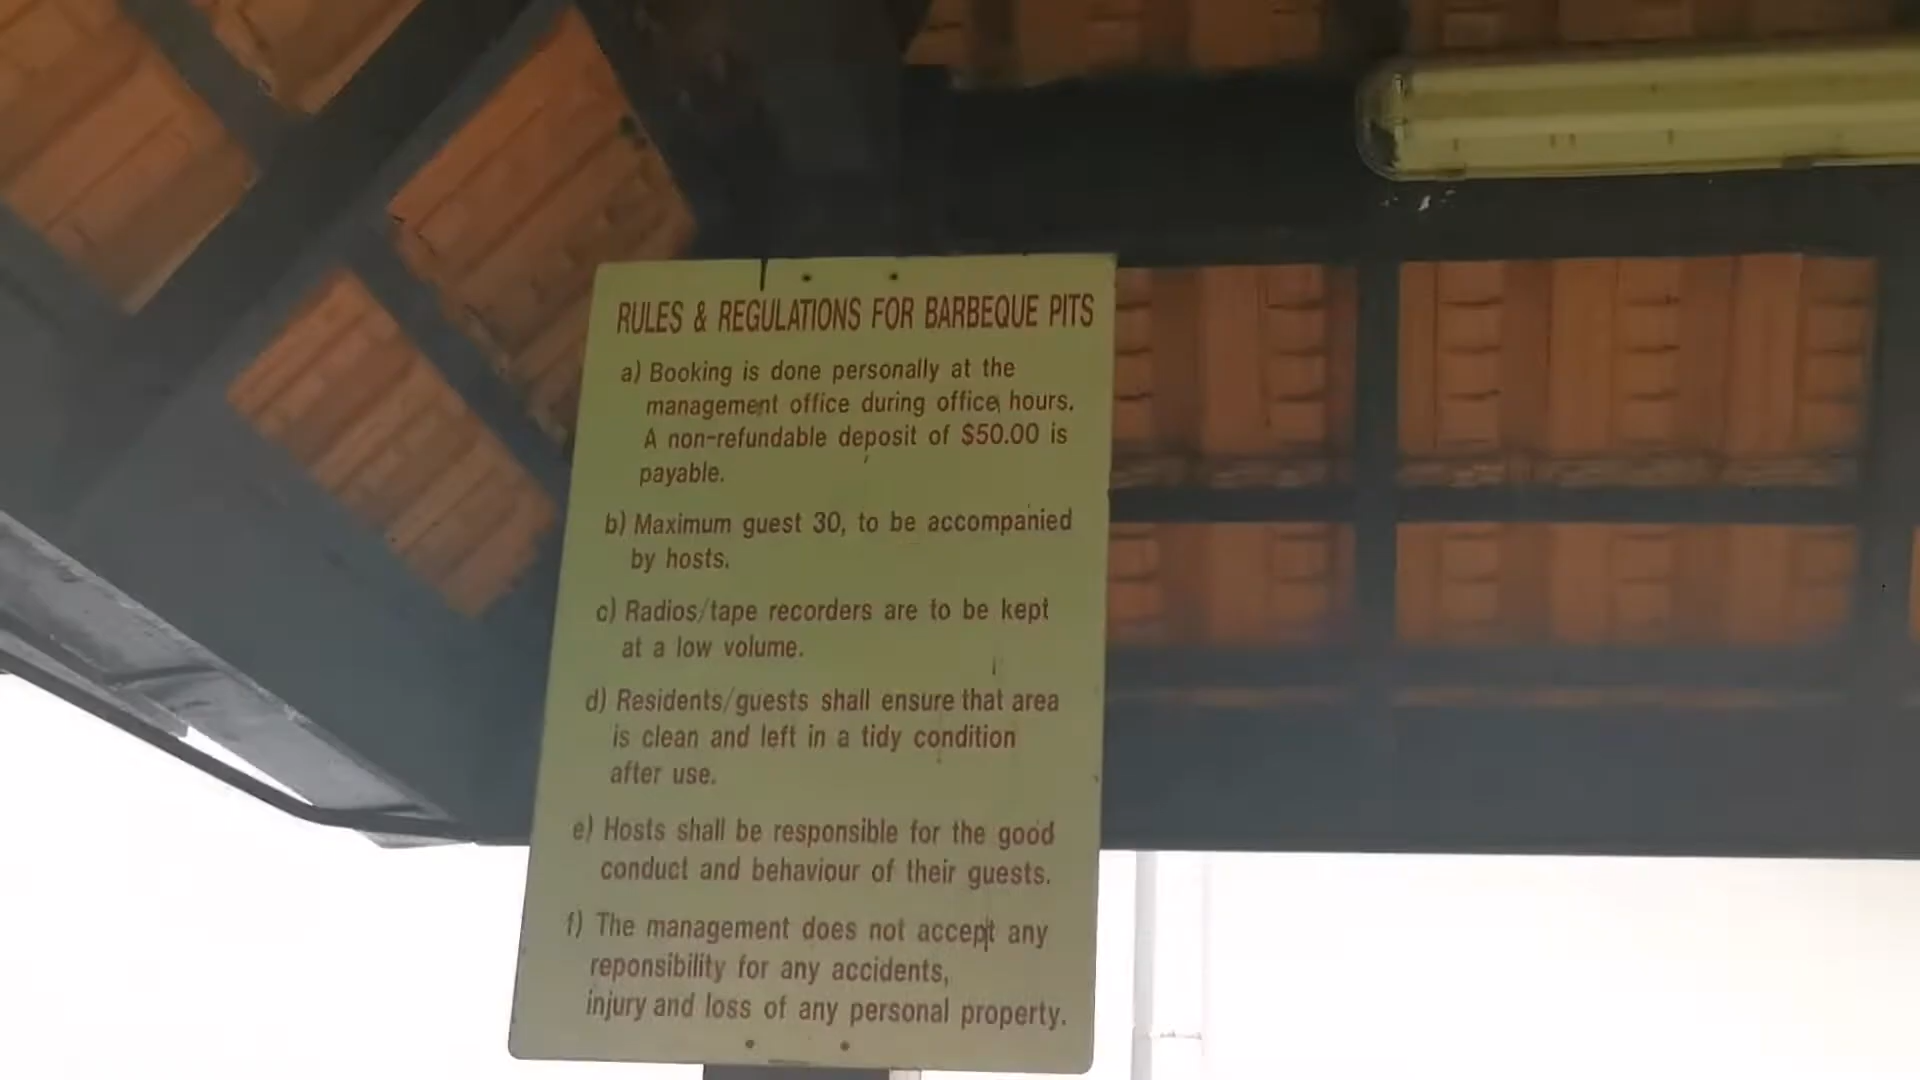 RULES & REGULATIONS FOR BARBEQUE PITS
a) Booking is done personally at the
management office during office hours.
A non-refundable deposit of $50.00 is
payable.
b) Maximum guest 30, to be accompanied
by hosts.
c) Radios/tape recorders are to be kept
at a low volume.
d) Residents/guests shall ensure that area
is clean and left in a tidy condition
after use.
e) Hosts shall be responsible for the good
conduct and behaviour of their guests.
f) The management does not accept any
reponsibility for any accidents,
injury and loss of any personal property.